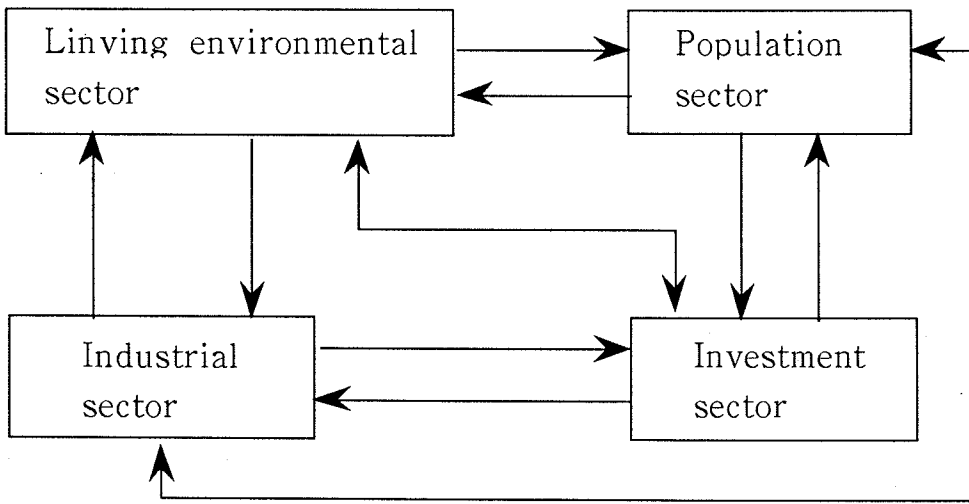 Linving environmental
sector
Population
sector
Industrial
sector
Investment
sector